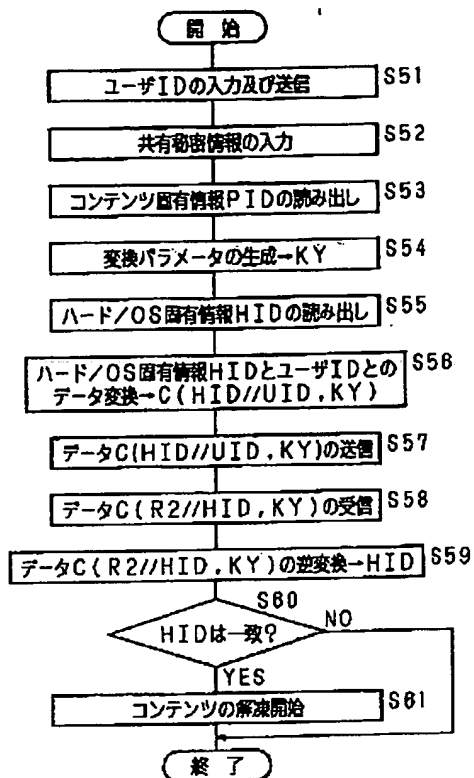 開始
ユーザIDの入力及び送信 S51
共有秘密情報の入力 S52
コンテンツ固有情報PIDの読み出し S53
変換パラメータの生成→KY S54
ハード/OS固有情報HIDの読み出し S55
ハード/OS固有情報HIDとユーザIDとの S56
データ変換→C(HID//UID,KY)
データC(HID//UID,KY)の送信 S57
データC(R2//HID,KY)の受信 S58
データC(R2//HID,KY)の逆変換→HID S59
S60
HIDは一致? NO
YES
コンテンツの解凍開始 S61
終了